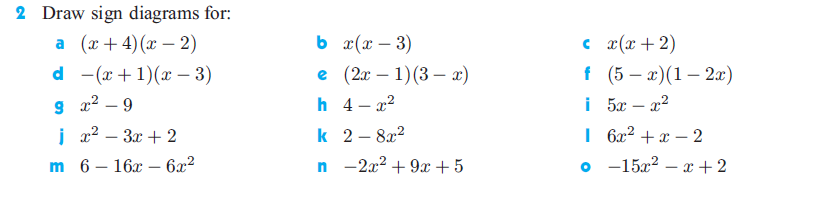 2 Draw sign diagrams for:
a (x + 4)(x − 2) b x(x − 3) c x(x + 2)
d −(x + 1)(x − 3) e (2x − 1)(3 − x) f (5 − x)(1 − 2x)
g x² − 9 h 4 − x² i 5x − x²
j x² − 3x + 2 k 2 − 8x² l 6x² + x − 2
m 6 − 16x − 6x² n −2x² + 9x + 5 o −15x² − x + 2